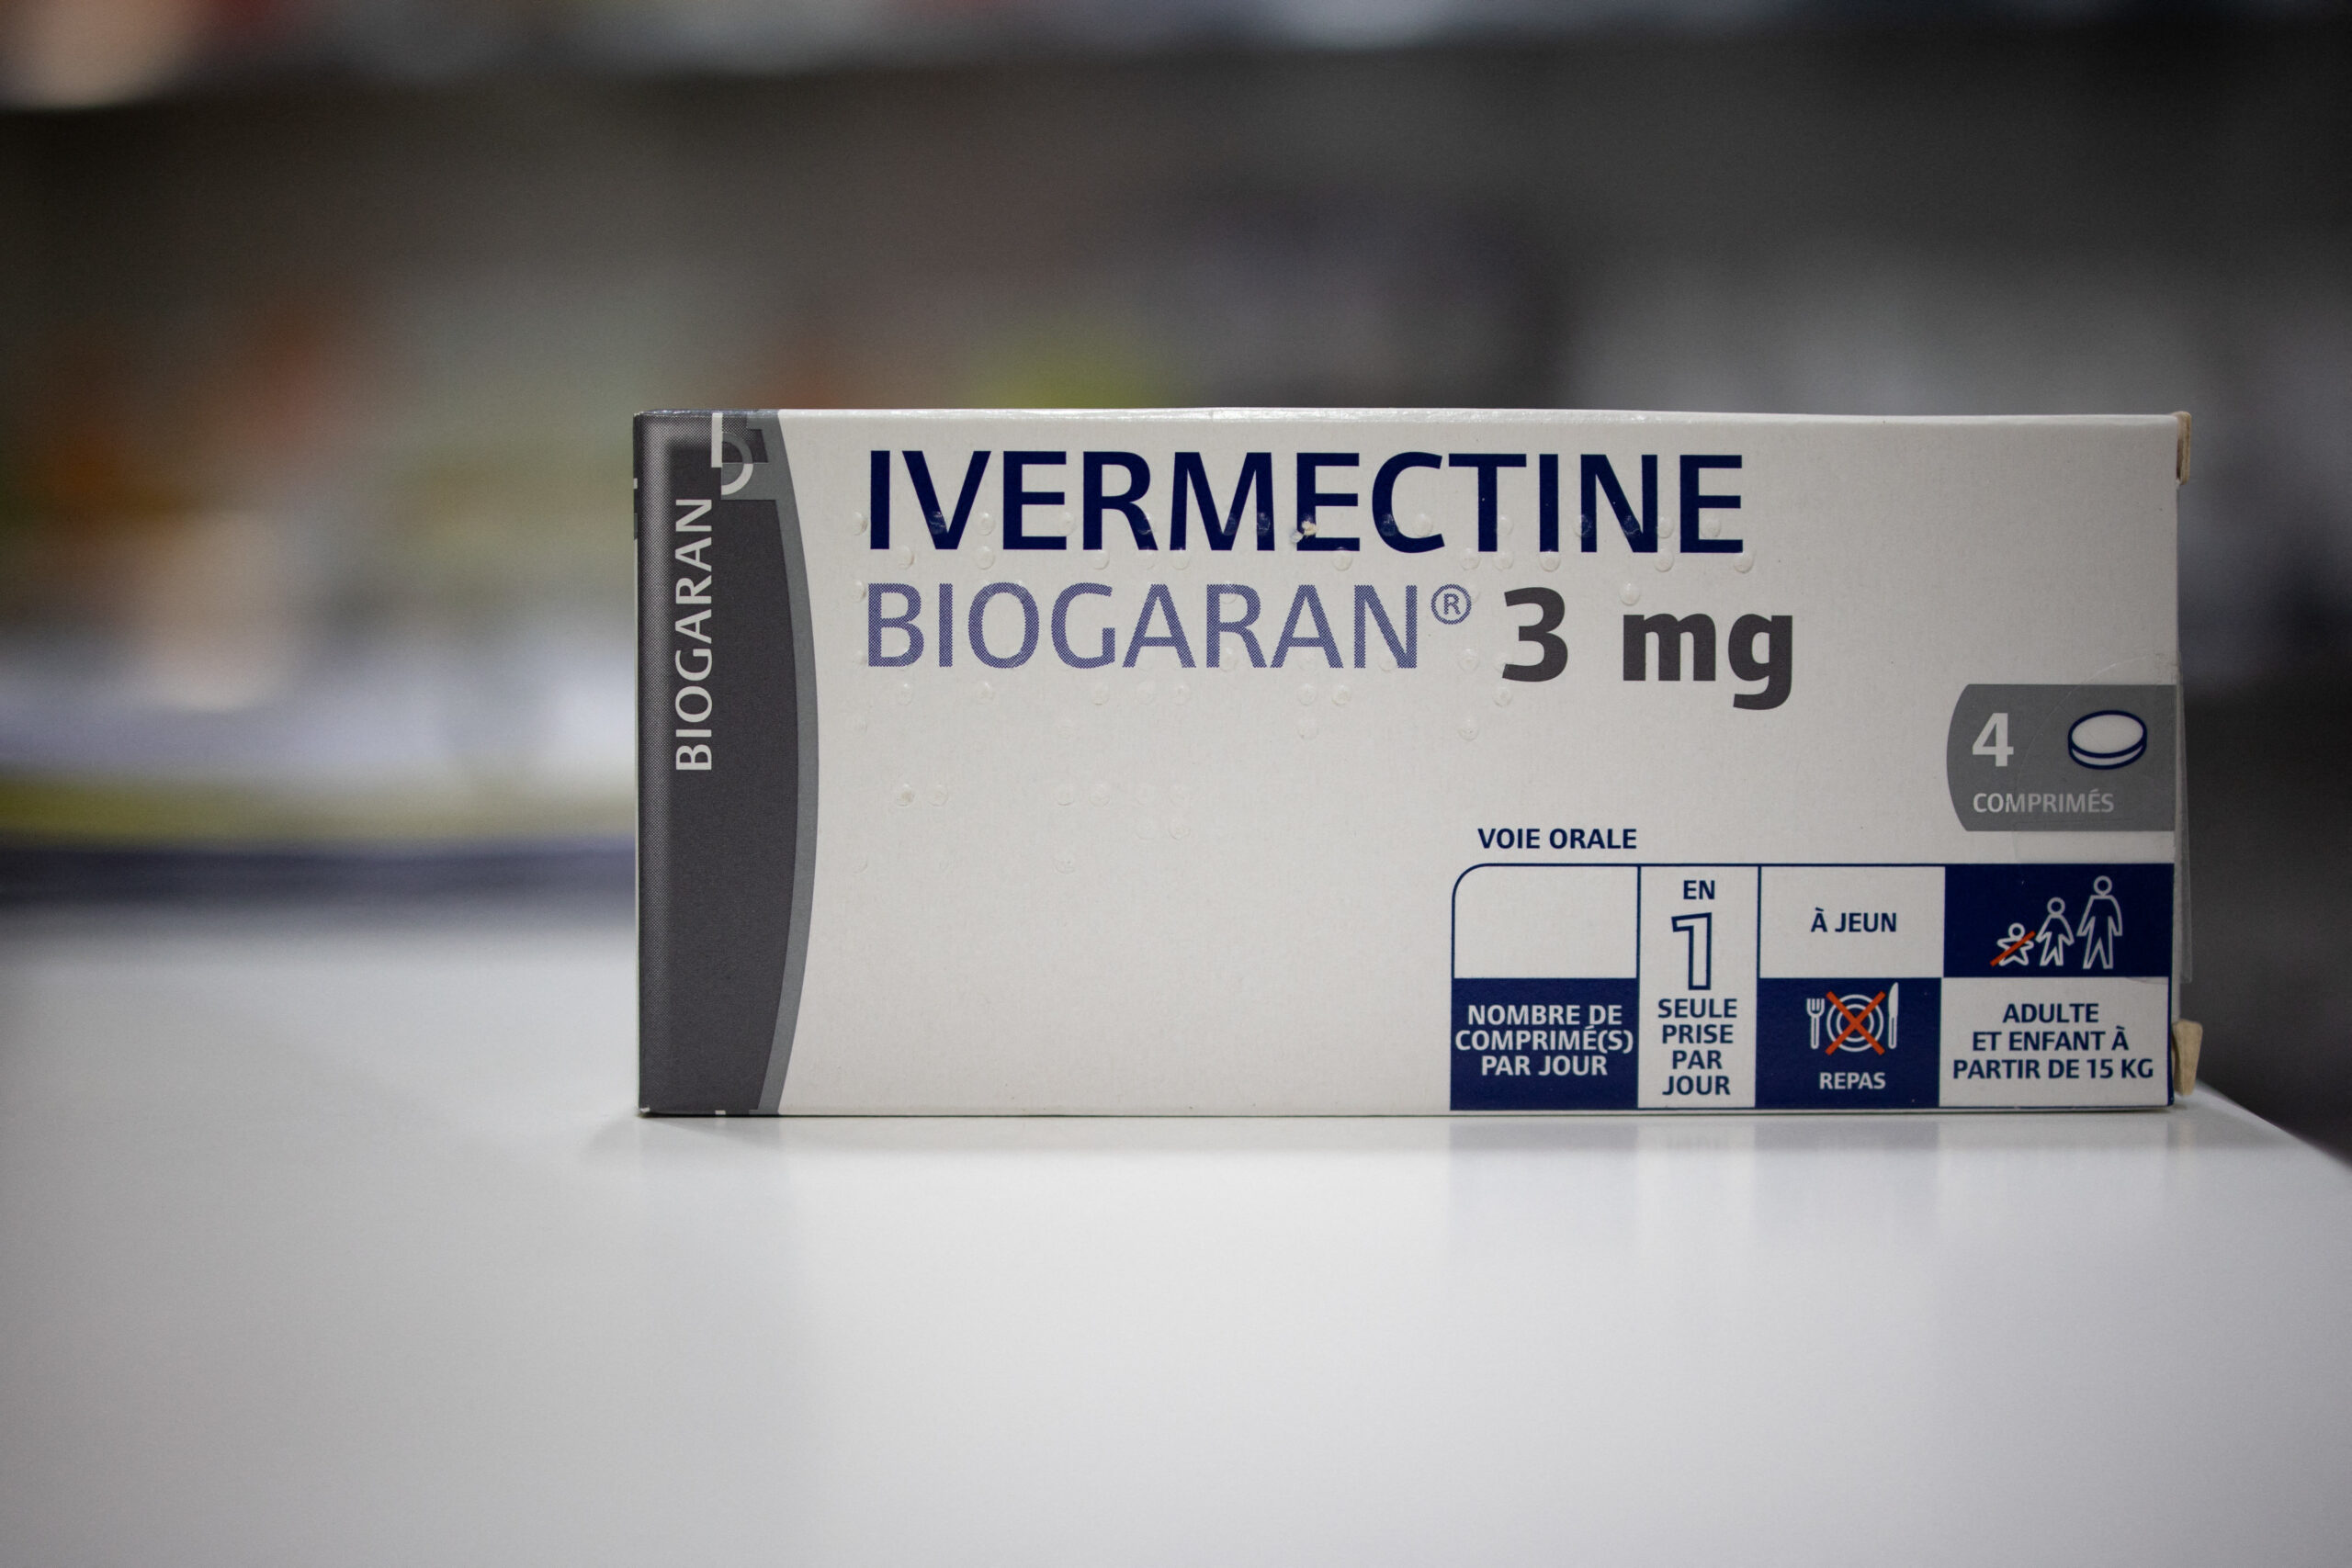 BIOGARAN
IVERMECTINE
BIOGARAN® 3 mg
4
COMPRIMÉS
VOIE ORALE
NOMBRE DE
COMPRIMÉ(S)
PAR JOUR
EN
1
SEULE
PRISE
PAR
JOUR
À JEUN
REPAS
ADULTE
ET ENFANT À
PARTIR DE 15 KG